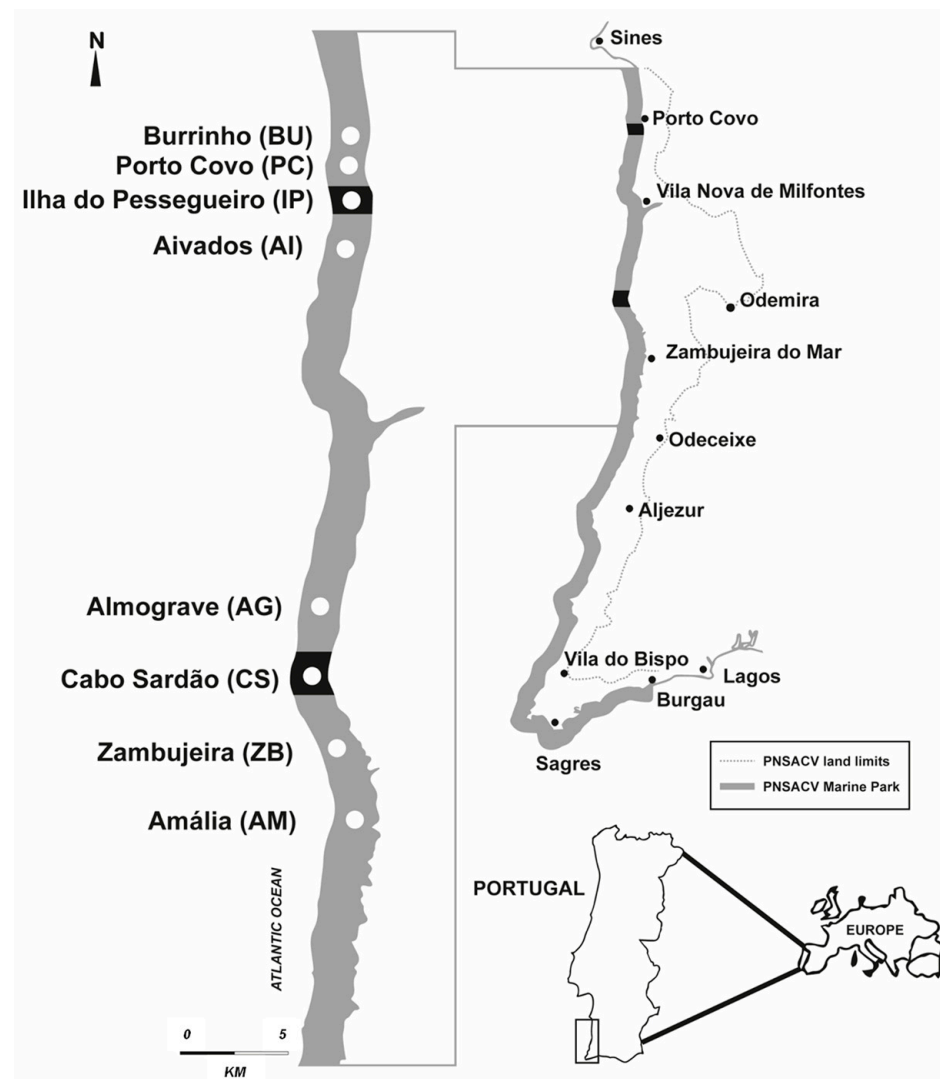 N
Burrinho (BU)
Porto Covo (PC)
Ilha do Pessegueiro (IP)
Aivados (AI)
Almograve (AG)
Cabo Sardão (CS)
Zambujeira (ZB)
Amália (AM)
ATLANTIC OCEAN
0 5
KM
Sines
Porto Covo
Vila Nova de Milfontes
Odemira
Zambujeira do Mar
Odeceixe
Aljezur
Vila do Bispo
Lagos
Burgau
Sagres
PNSACV land limits
PNSACV Marine Park
PORTUGAL
EUROPE